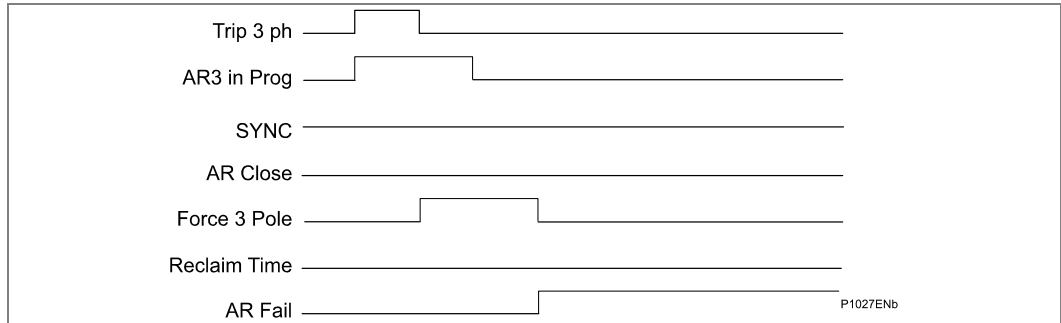 Trip 3 ph
AR3 in Prog
SYNC
AR Close
Force 3 Pole
Reclaim Time
AR Fail
P1027ENb